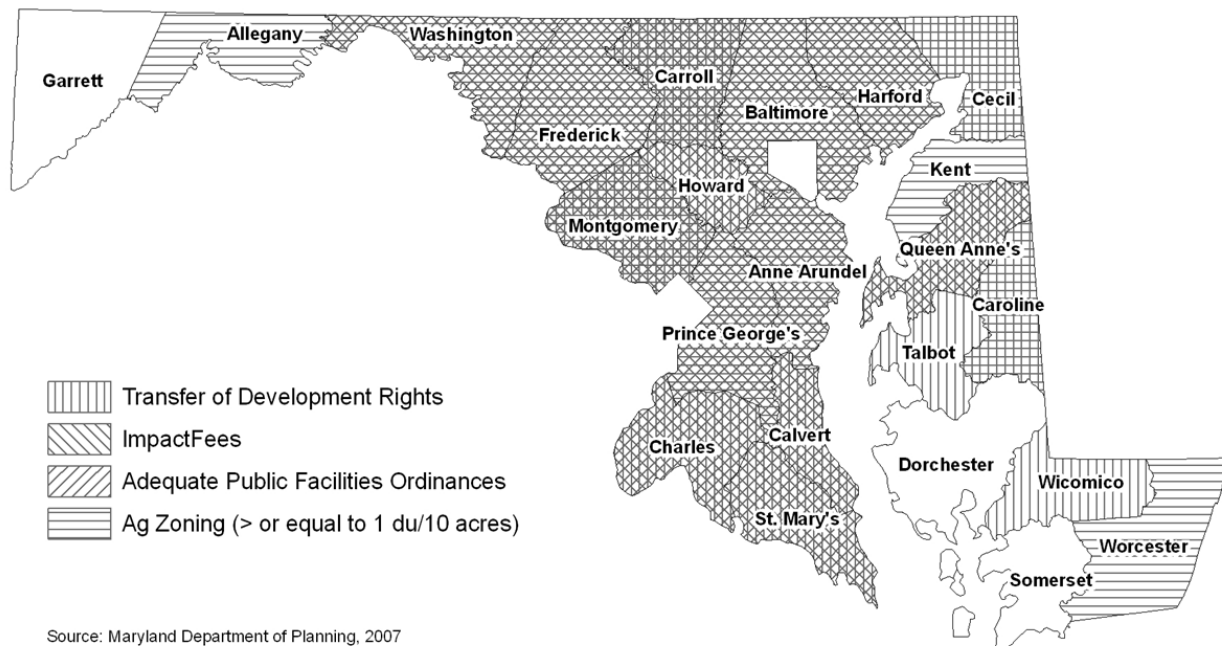 Garrett
Allegany
Washington
Carroll
Frederick
Baltimore
Harford
Cecil
Kent
Howard
Montgomery
Queen Anne's
Anne Arundel
Caroline
Prince George's
Talbot
Charles
Calvert
St. Mary's
Dorchester
Wicomico
Worcester
Somerset
Transfer of Development Rights
ImpactFees
Adequate Public Facilities Ordinances
Ag Zoning (> or equal to 1 du/10 acres)
Source: Maryland Department of Planning, 2007